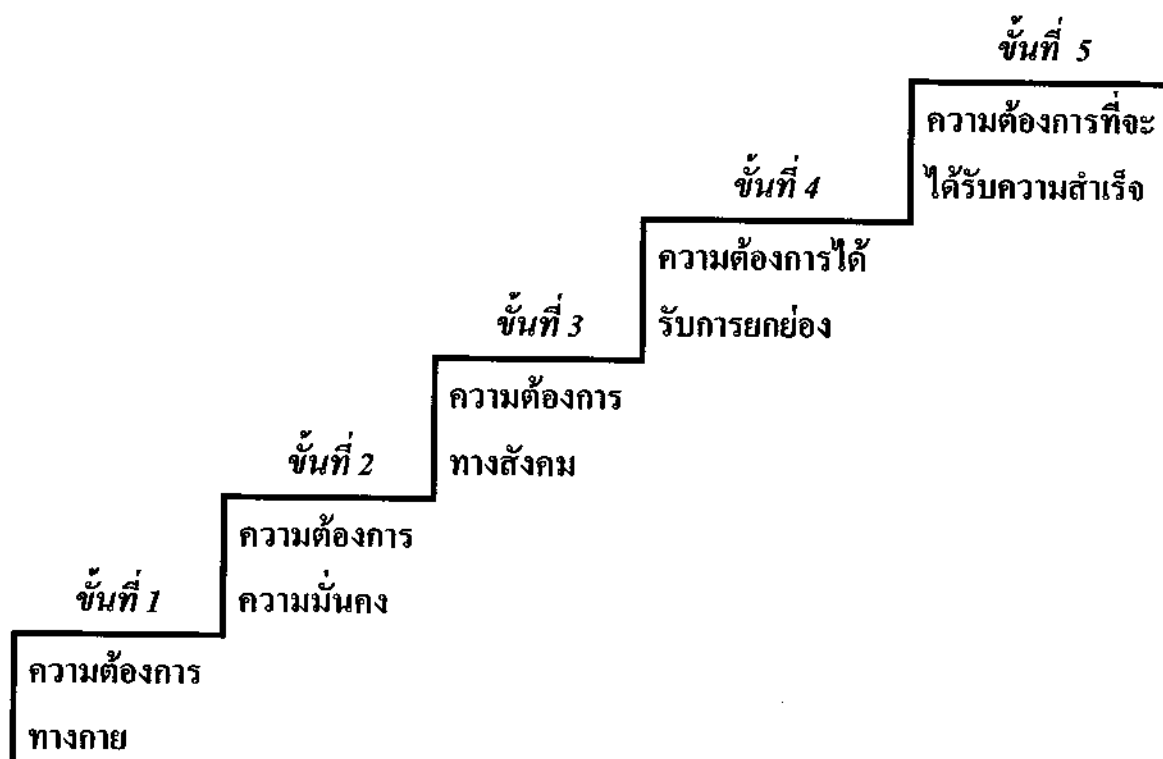 ขั้นที่ 5
ความต้องการที่จะ
ได้รับความสำเร็จ
ขั้นที่ 4
ความต้องการได้
รับการยกย่อง
ขั้นที่ 3
ความต้องการ
ทางสังคม
ขั้นที่ 2
ความต้องการ
ความมั่นคง
ขั้นที่ 1
ความต้องการ
ทางกาย